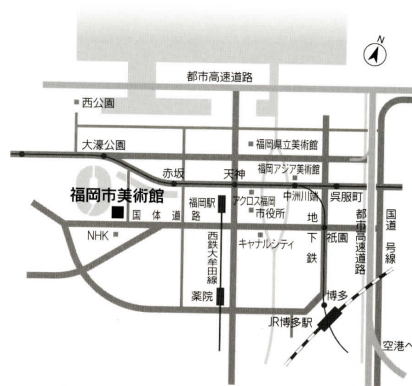 N
都市高速道路
西公園
福岡県立美術館
大濠公園
福岡アジア美術館
赤坂
天神
中洲川端
呉服町
福岡市美術館
福岡駅
アクロス福岡
市役所
国体道路
地下鉄
祇園
都市高速道路
国道 号線
NHK
キャナルシティ
西鉄大牟田線
薬院
博多
JR博多駅
空港へ